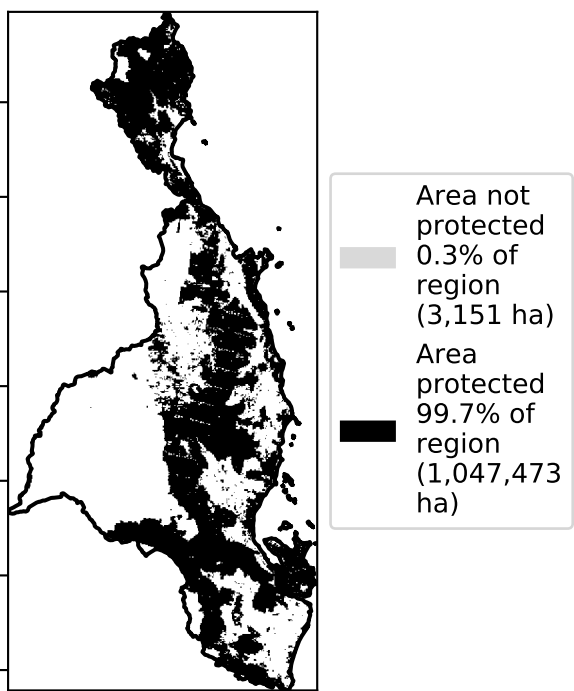 Area not
protected
0.3% of
region
(3,151 ha)
Area
protected
99.7% of
region
(1,047,473
ha)